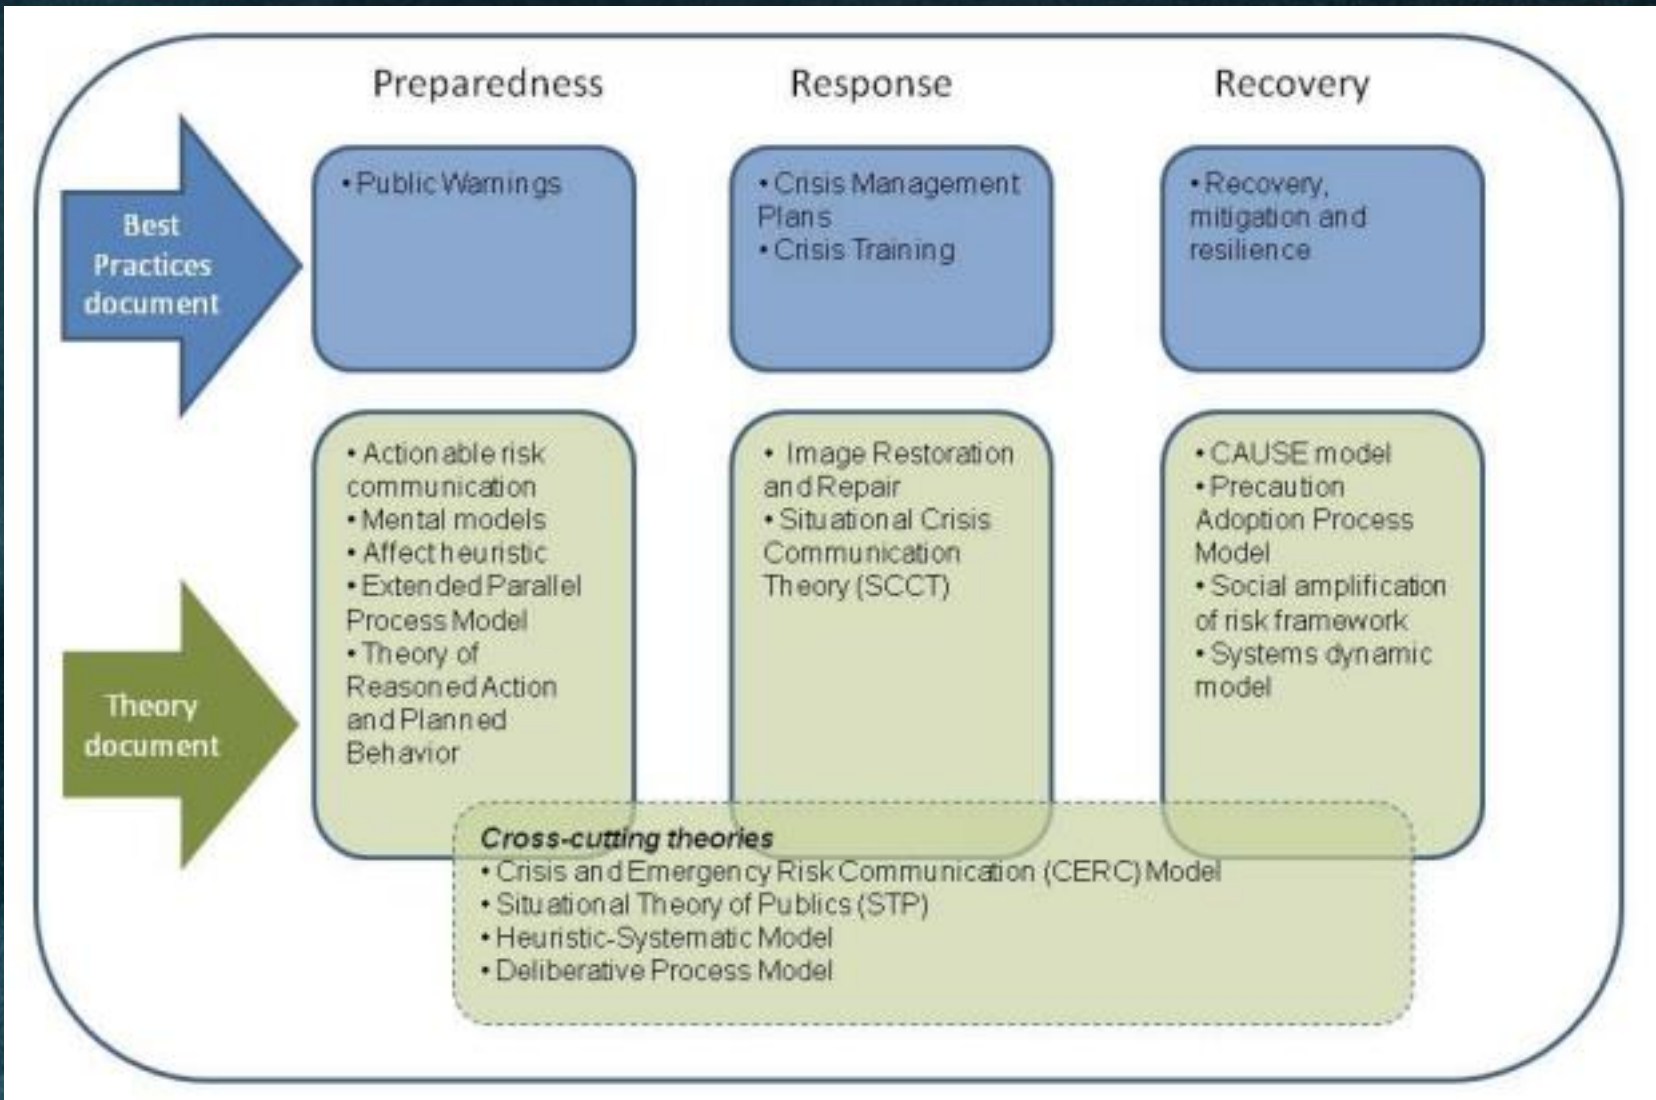 Preparedness
Response
Recovery
Best
Practices
document
• Public Warnings
• Crisis Management
Plans
• Crisis Training
• Recovery,
mitigation and
resilience
Theory
document
• Actionable risk
communication
• Mental models
• Affect heuristic
• Extended Parallel
Process Model
• Theory of
Reasoned Action
and Planned
Behavior
• Image Restoration
and Repair
• Situational Crisis
Communication
Theory (SCCT)
• CAUSE model
• Precaution
Adoption Process
Model
• Social amplification
of risk framework
• Systems dynamic
model
Cross-cutting theories
• Crisis and Emergency Risk Communication (CERC) Model
• Situational Theory of Publics (STP)
• Heuristic-Systematic Model
• Deliberative Process Model